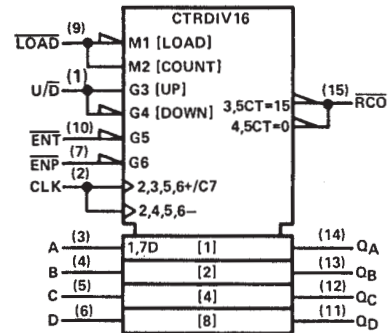 CTRDIV16
LOAD (9) M1 [LOAD]
M2 [COUNT]
U/D (1) G3 [UP]
G4 [DOWN]
ENT (10) G5
ENP (7) G6
CLK (2) 2,3,5,6+/C7
2,4,5,6−
3,5CT=15 (15) RCO
4,5CT=0
A (3) 1,7D [1] (14) QA
B (4) [2] (13) QB
C (5) [4] (12) QC
D (6) [8] (11) QD